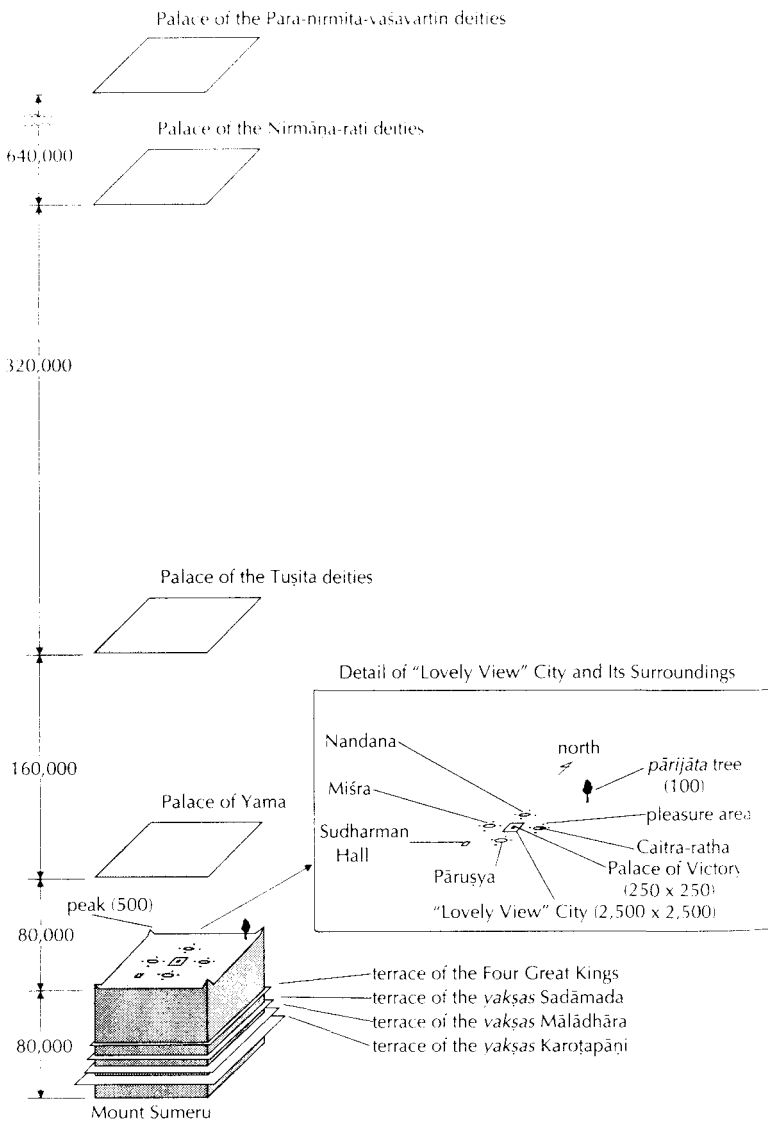 Palace of the Para-nirmita-vaśavartin deities
Palace of the Nirmāṇa-rati deities
640,000
320,000
Palace of the Tuṣita deities
160,000
Palace of Yama
peak (500)
80,000
80,000
Mount Sumeru
Detail of "Lovely View" City and Its Surroundings
Nandana
north
pārijāta tree
(100)
Miśra
pleasure area
Sudharman
Hall
Caitra-ratha
Pāruṣya
Palace of Victory
(250 x 250)
"Lovely View" City (2,500 x 2,500)
terrace of the Four Great Kings
terrace of the yakṣas Sadāmada
terrace of the yakṣas Mālādhāra
terrace of the yakṣas Karoṭapāṇi